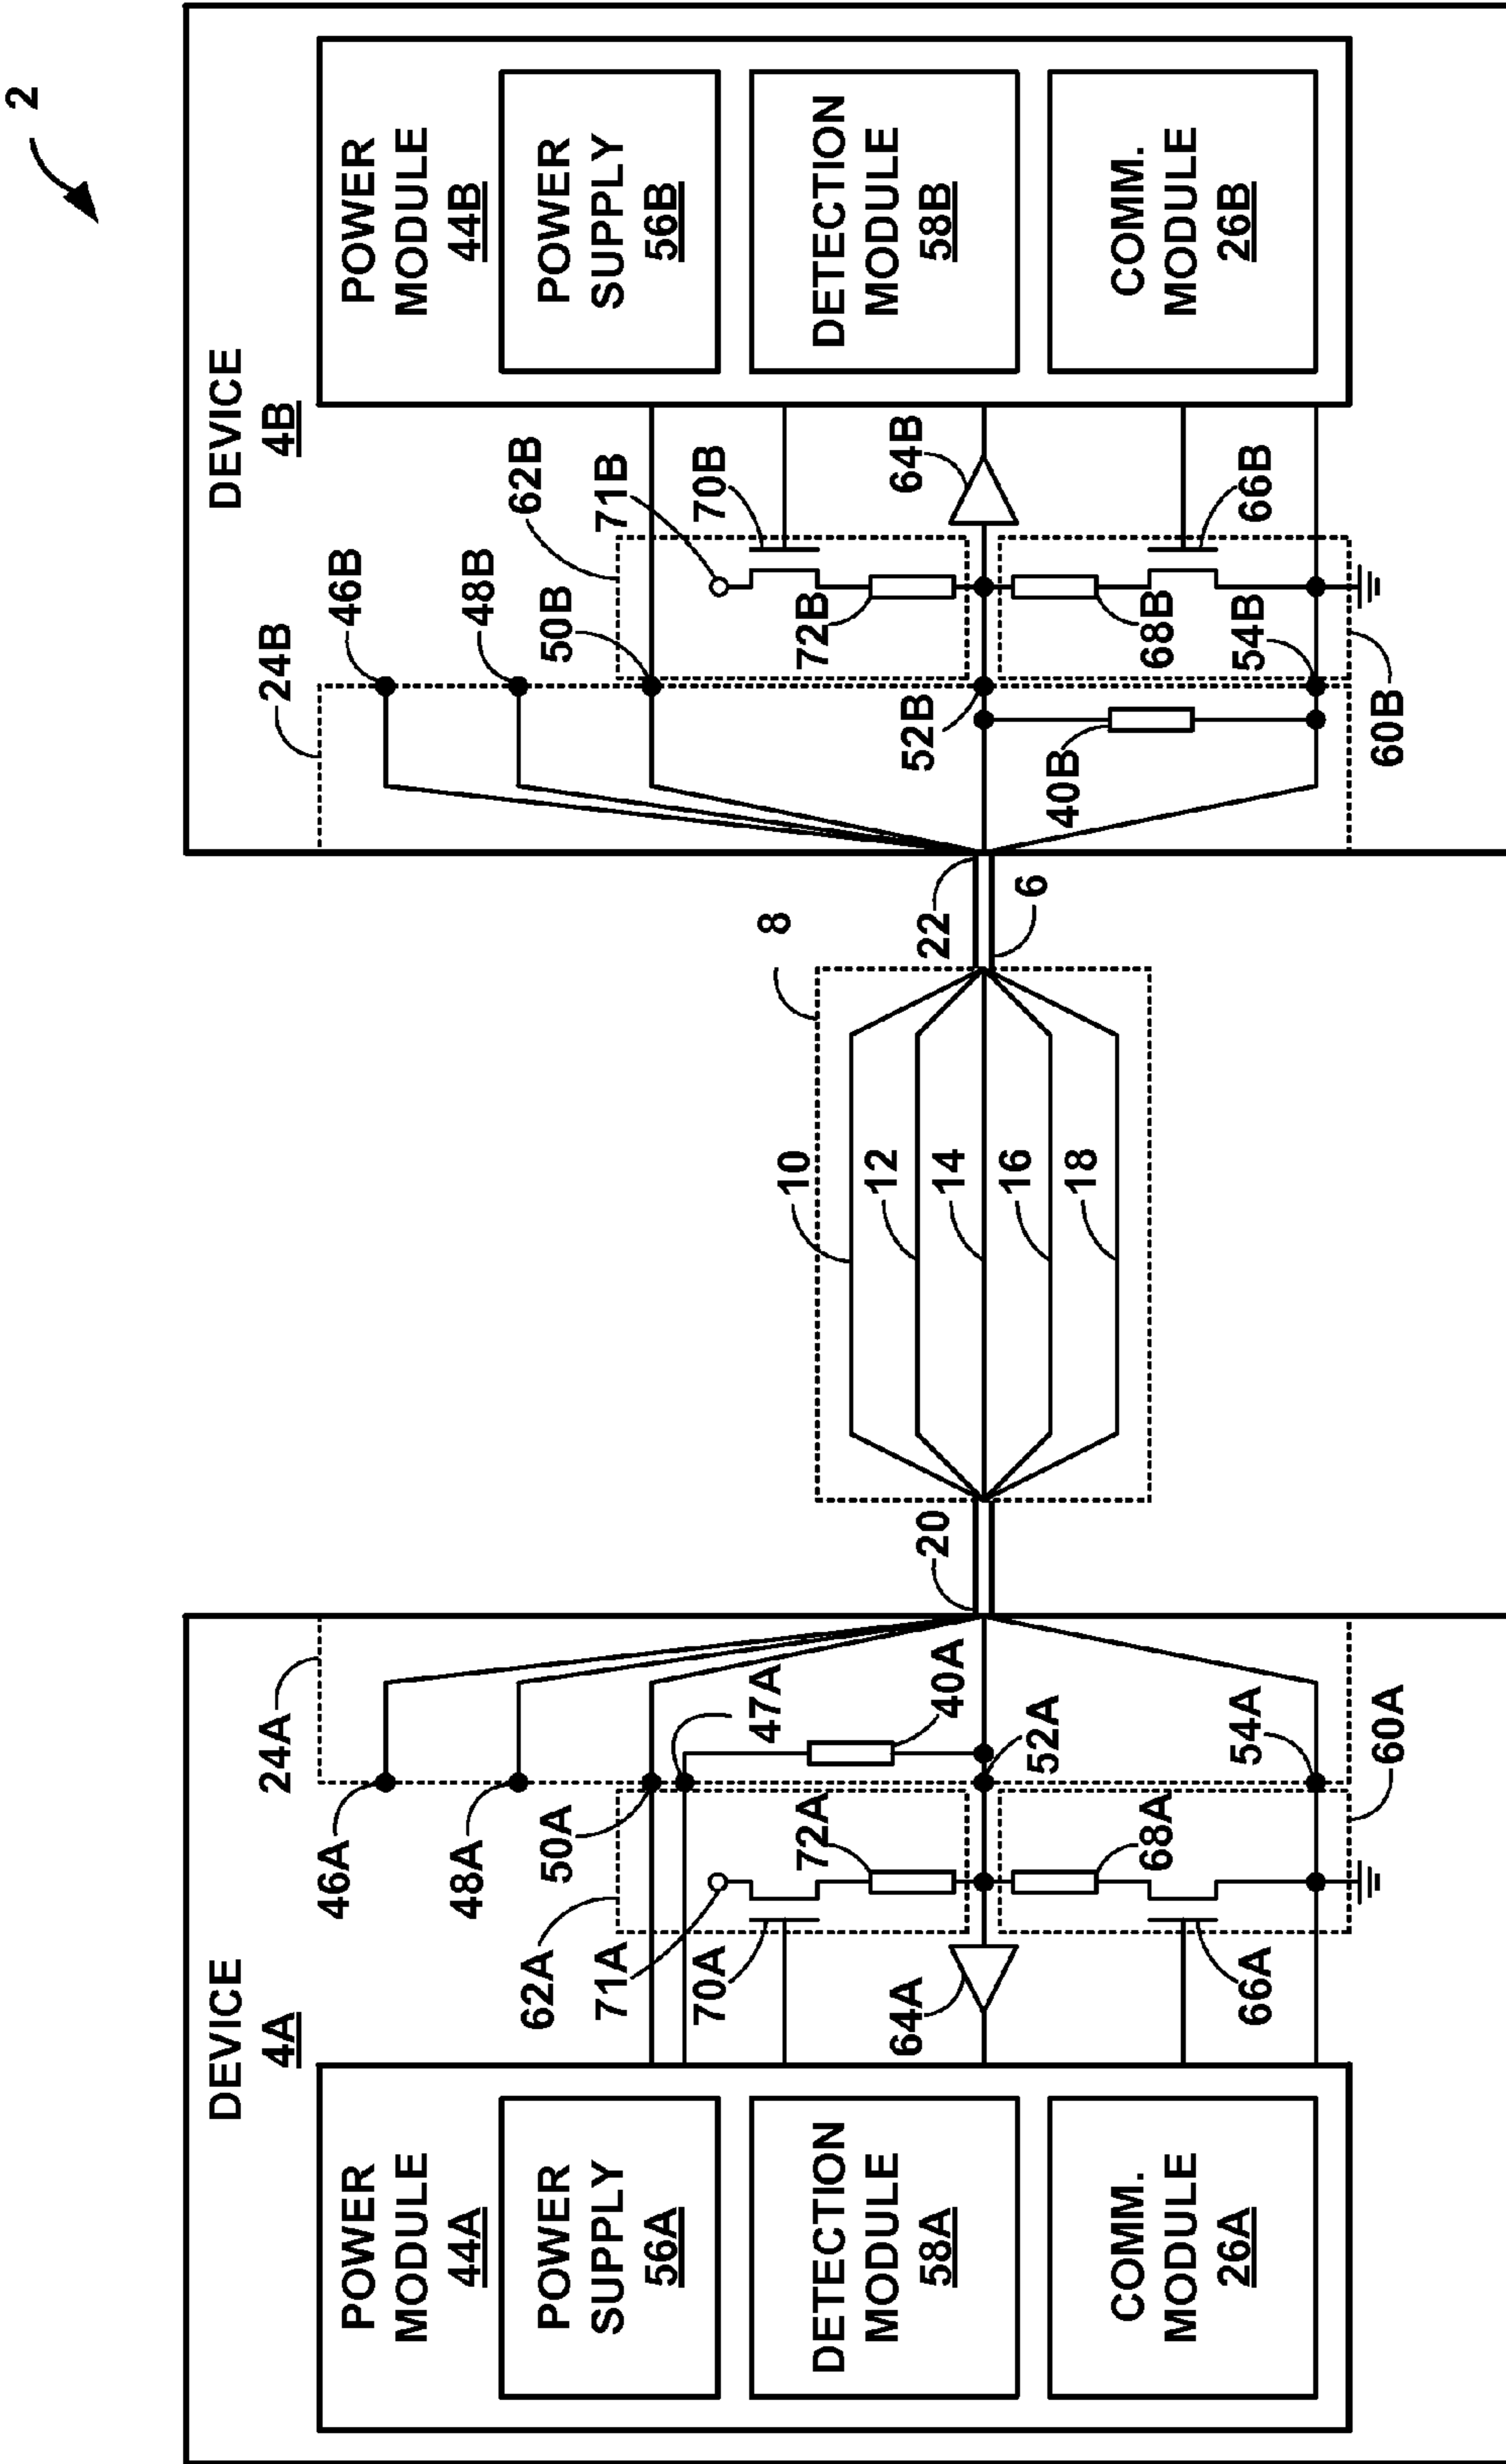 2
DEVICE
4A
POWER
MODULE
44A
POWER
SUPPLY
56A
DETECTION
MODULE
58A
COMM.
MODULE
26A
24A
46A
48A
50A
47A
62A
71A
70A
72A
40A
64A
52A
68A
66A
54A
60A
20
8
10
12
14
16
18
22
6
DEVICE
4B
24B
46B
48B
50B
62B
71B
70B
72B
52B
64B
40B
68B
66B
54B
60B
POWER
MODULE
44B
POWER
SUPPLY
56B
DETECTION
MODULE
58B
COMM.
MODULE
26B